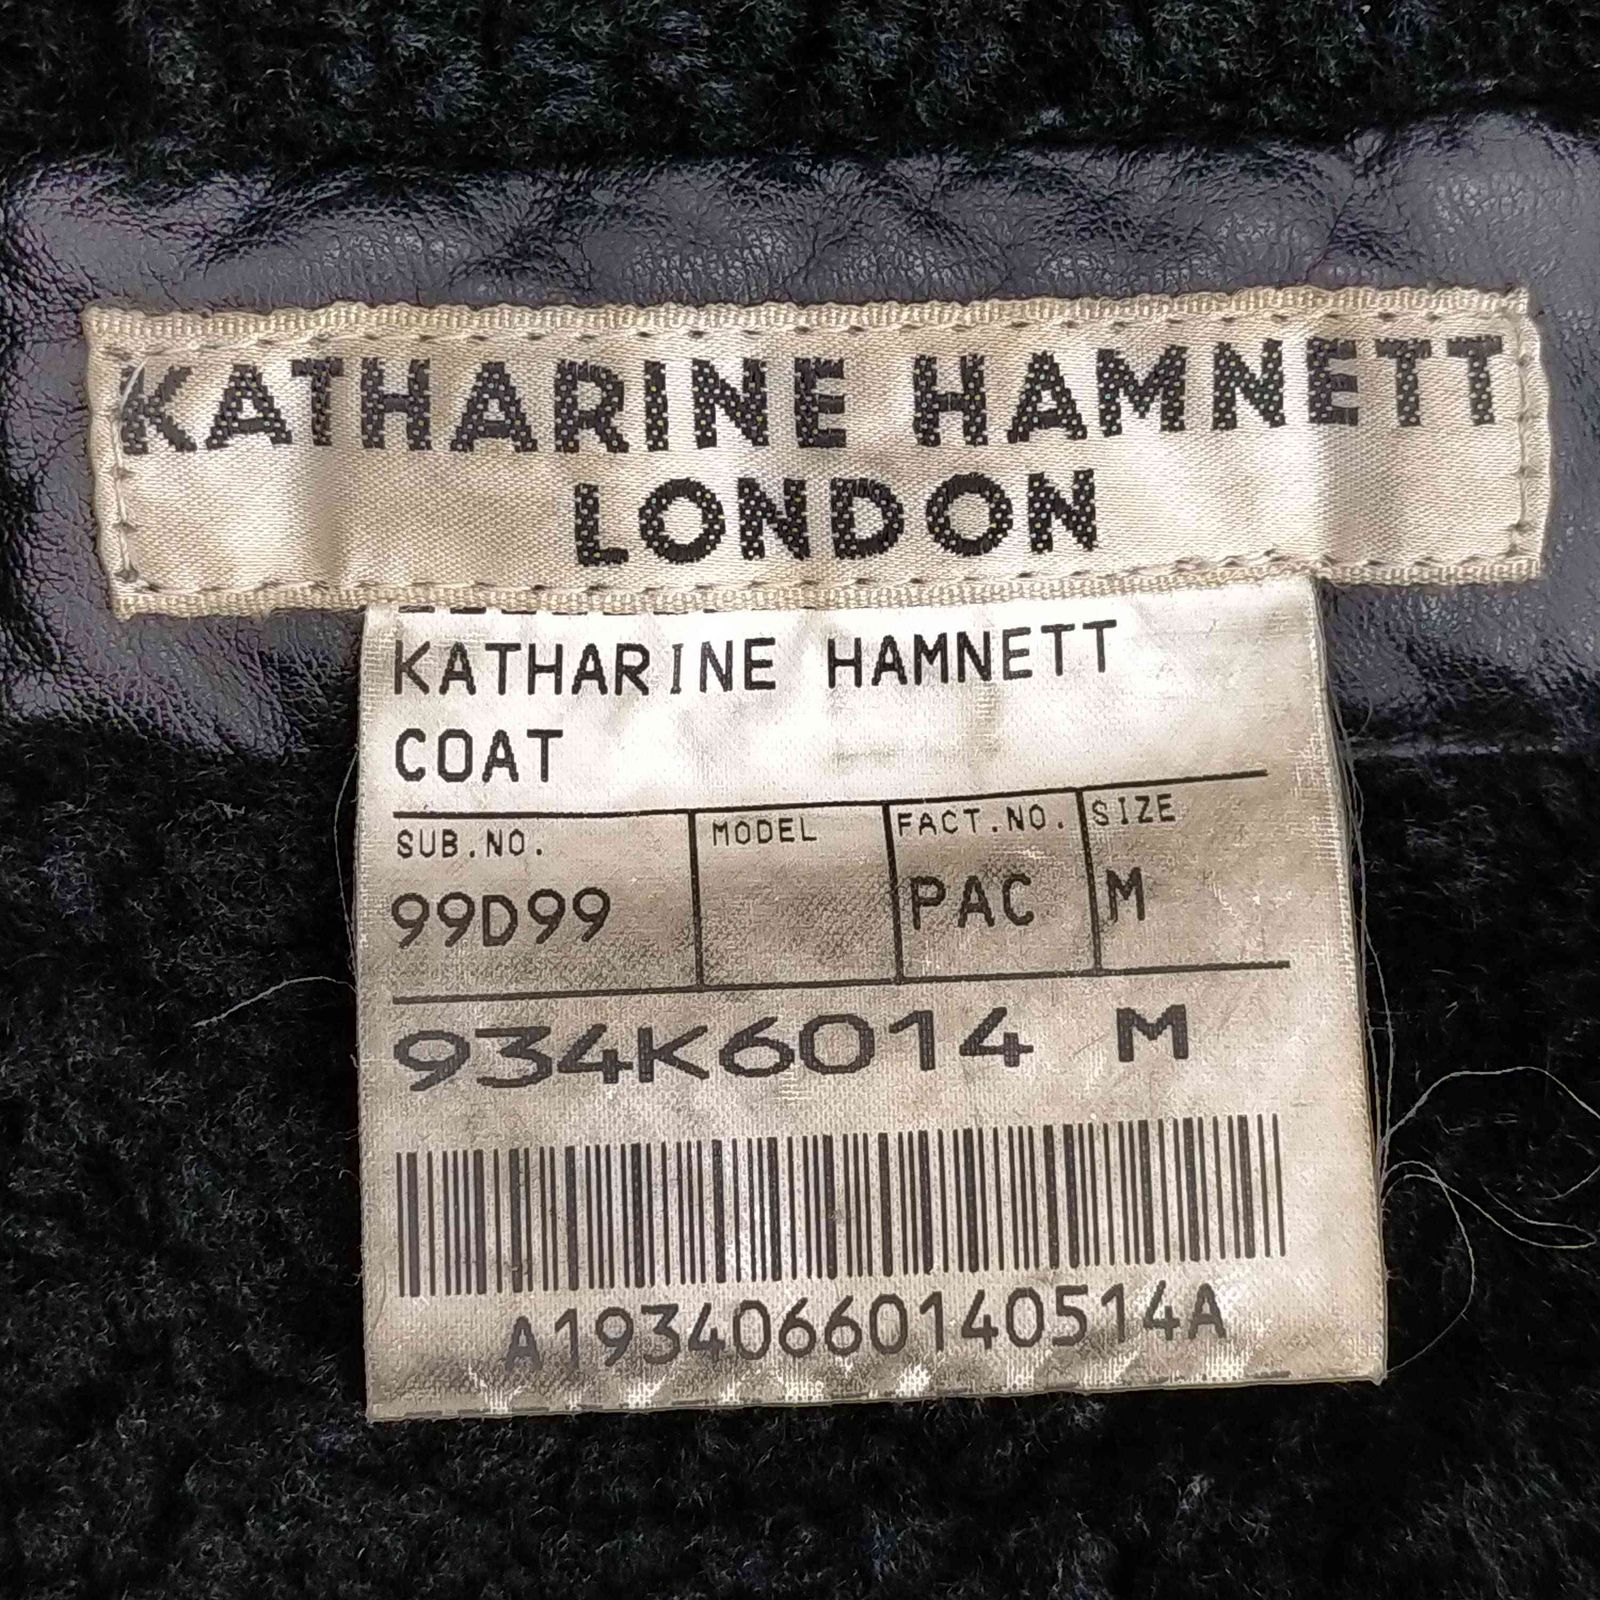 KATHARINE HAMNETT
LONDON
KATHARINE HAMNETT
COAT
SUB.NO. MODEL FACT.NO. SIZE
99D99 PAC M
934K6014 M
A19340660140514A